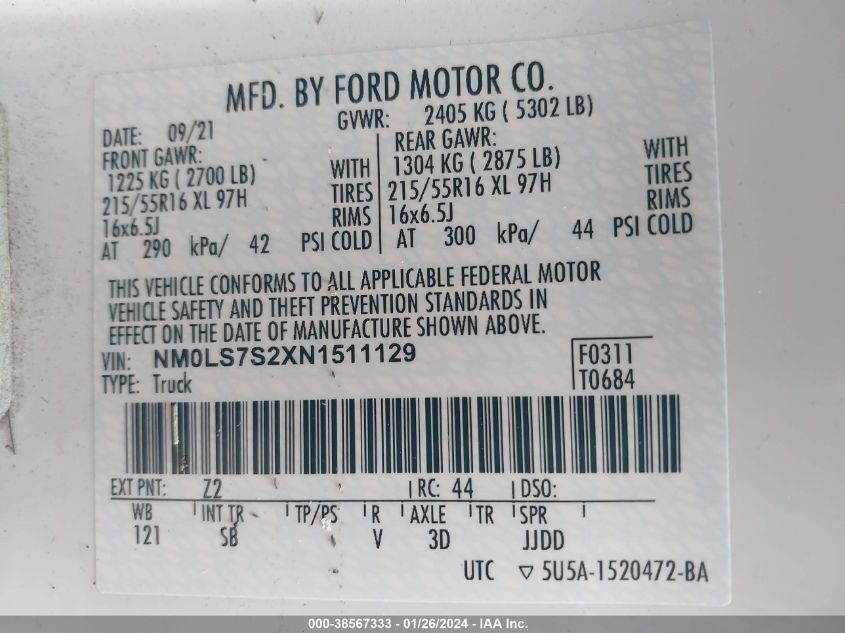 MFD. BY FORD MOTOR CO.
DATE: 09/21 GVWR: 2405 KG ( 5302 LB)
FRONT GAWR: REAR GAWR:
1225 KG ( 2700 LB) WITH 1304 KG ( 2875 LB) WITH
215/55R16 XL 97H TIRES 215/55R16 XL 97H TIRES
16x6.5J RIMS 16x6.5J RIMS
AT 290 kPa/ 42 PSI COLD AT 300 kPa/ 44 PSI COLD
THIS VEHICLE CONFORMS TO ALL APPLICABLE FEDERAL MOTOR
VEHICLE SAFETY AND THEFT PREVENTION STANDARDS IN
EFFECT ON THE DATE OF MANUFACTURE SHOWN ABOVE.
VIN: NM0LS7S2XN1511129 F0311
TYPE: Truck T0684
EXT PNT: Z2 RC: 44 DSO:
WB INT TR TP/PS R AXLE TR SPR
121 SB V 3D JJDD
UTC ▽ 5U5A-1520472-BA
000-38567333 - 01/26/2024 - IAA Inc.